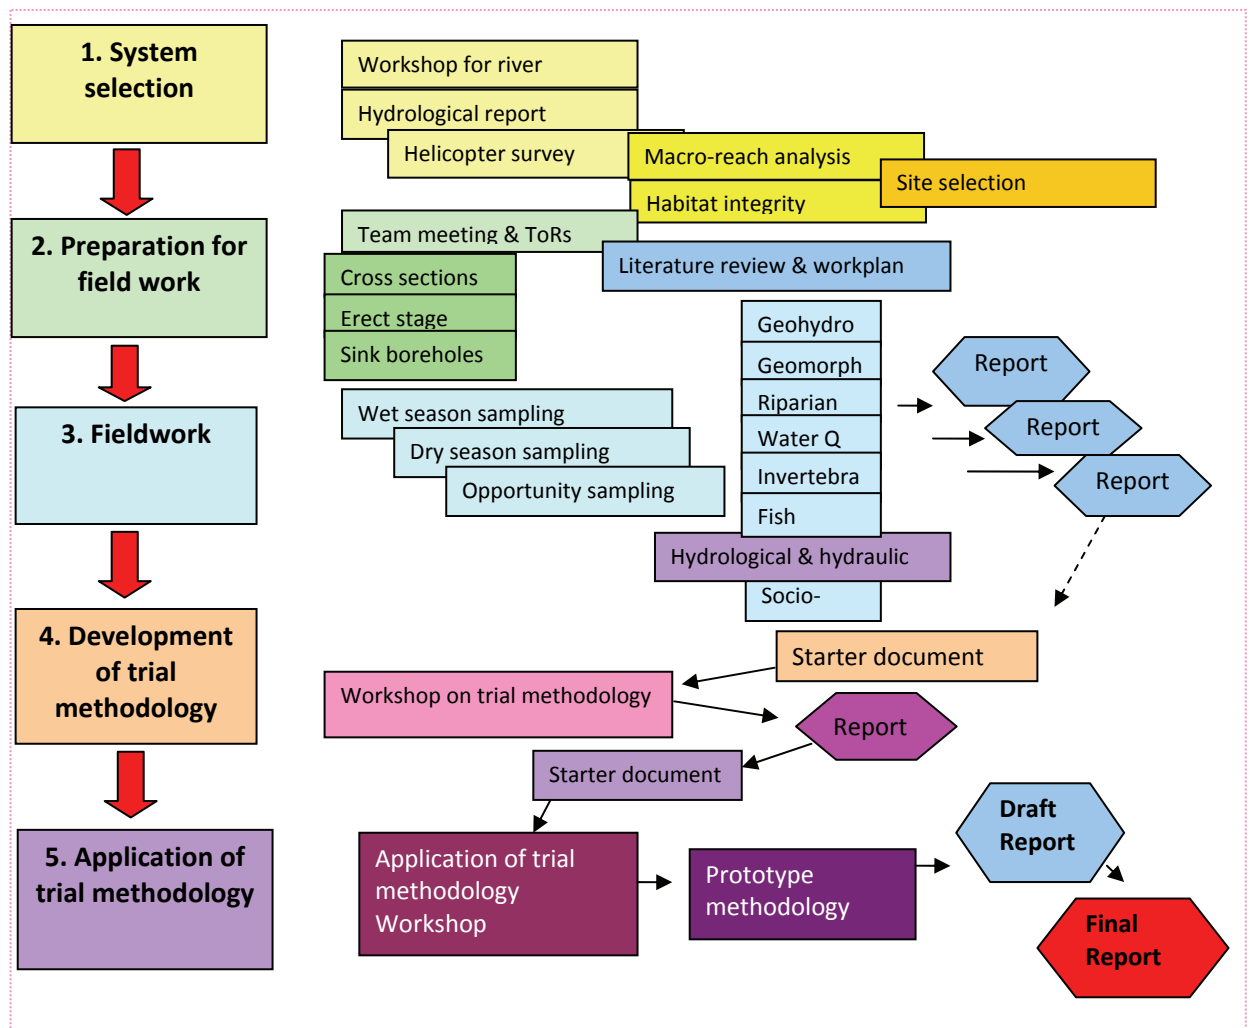 1. System
selection
Workshop for river
Hydrological report
Helicopter survey
Macro-reach analysis
Site selection
Habitat integrity
2. Preparation for
field work
Team meeting & ToRs
Literature review & workplan
Cross sections
Erect stage
Sink boreholes
Geohydro
Geomorph
Riparian
Water Q
Invertebra
Fish
Hydrological & hydraulic
Socio-
Report
Report
Report
3. Fieldwork
Wet season sampling
Dry season sampling
Opportunity sampling
4. Development
of trial
methodology
Starter document
Workshop on trial methodology
Report
Starter document
5. Application of
trial methodology
Application of trial
methodology
Workshop
Prototype
methodology
Draft
Report
Final
Report